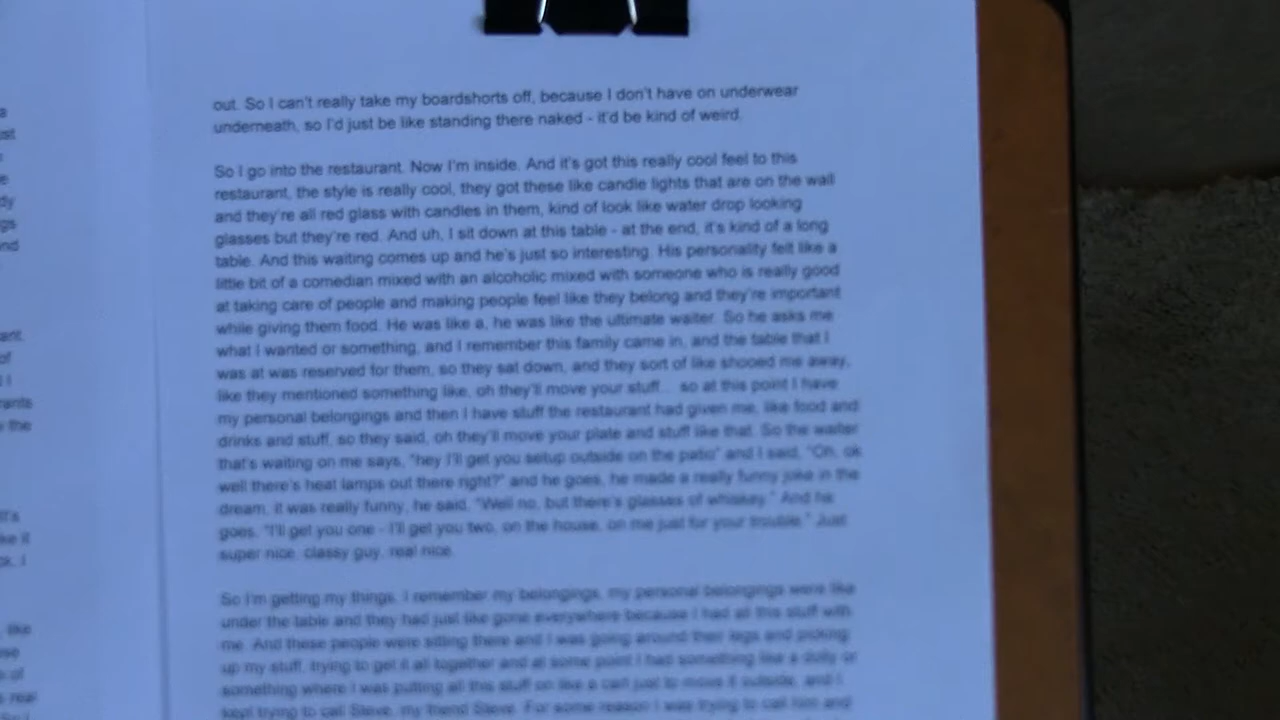 a
ost
e
dy
gs
nd
ant.
of
I
rants
the
it's
ike it
ok, I
like
of
real
out. So I can't really take my boardshorts off, because I don't have on underwear
underneath, so I'd just be like standing there naked - it'd be kind of weird.
So I go into the restaurant. Now I'm inside. And it's got this really cool feel to this
restaurant, the style is really cool, they got these like candle lights that are on the wall
and they're all red glass with candles in them, kind of look like water drop looking
glasses but they're red. And uh, I sit down at this table - at the end, it's kind of a long
table. And this waiting comes up and he's just so interesting. His personality felt like a
little bit of a comedian mixed with an alcoholic mixed with someone who is really good
at taking care of people and making people feel like they belong and they're important
while giving them food. He was like a, he was like the ultimate waiter. So he asks me
what I wanted or something, and I remember this family came in, and the table that I
was at was reserved for them, so they sat down, and they sort of like shooed me away,
like they mentioned something like, oh they'll move your stuff... so at this point I have
my personal belongings and then I have stuff the restaurant had given me, like food and
drinks and stuff, so they said, oh they'll move your plate and stuff like that. So the waiter
that's waiting on me says, "hey I'll get you setup outside on the patio" and I said, "Oh, ok
well there's heat lamps out there right?" and he goes, he made a really funny joke in the
dream, it was really funny, he said, "Well no, but there's glasses of whiskey." And he
goes, "I'll get you one - I'll get you two, on the house, on me just for your trouble." Just
super nice, classy guy, real nice.
So I'm getting my things, I remember my belongings, my personal belongings were like
under the table and they had just like gone everywhere because I had all this stuff with
me. And these people were sitting there and I was going around their legs and picking
up my stuff, trying to get it all together and at some point I had something like a dolly or
something where I was putting all this stuff on like a cart just to move it outside, and I
kept trying to call Steve, my friend Steve. For some reason I was trying to call him and